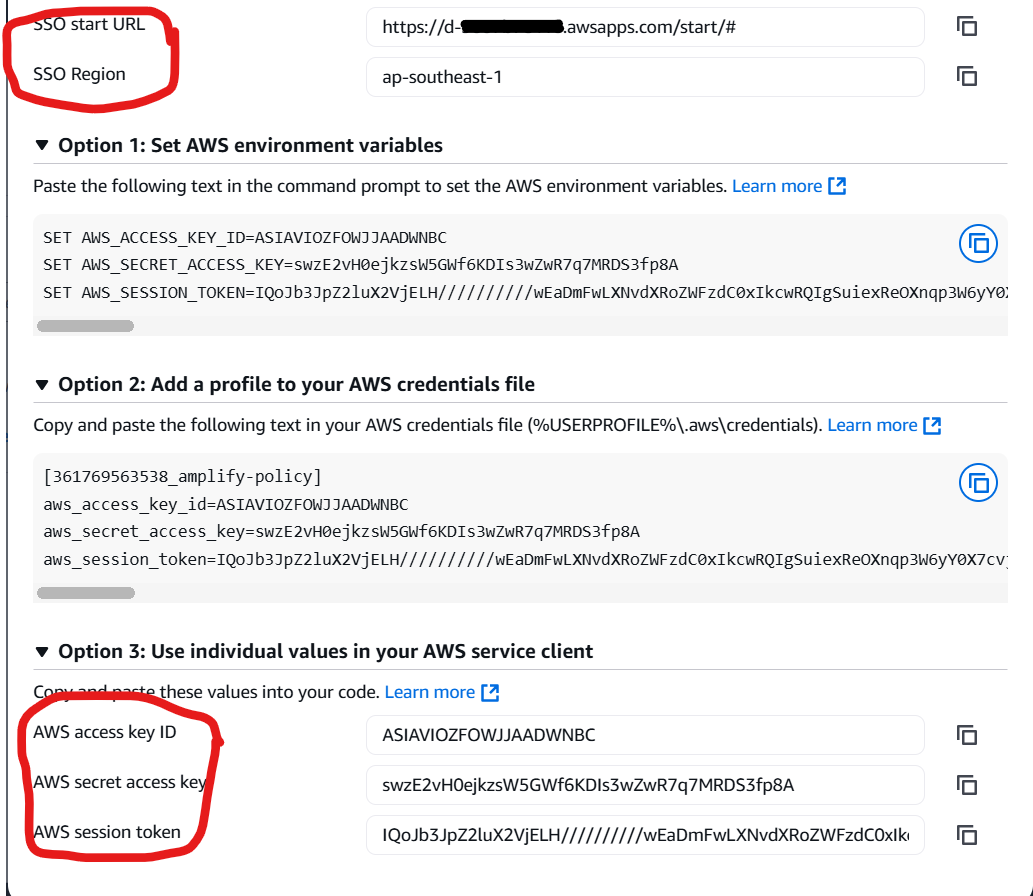 SSO start URL https://d-.awsapps.com/start/#
SSO Region ap-southeast-1
Option 1: Set AWS environment variables
Paste the following text in the command prompt to set the AWS environment variables. Learn more
SET AWS_ACCESS_KEY_ID=ASIAVIOZFOWJJAADWNBC
SET AWS_SECRET_ACCESS_KEY=swzE2vH0ejkzsW5GWf6KDIs3wZwR7q7MRDS3fp8A
SET AWS_SESSION_TOKEN=IQoJb3JpZ2luX2VjELH//////////wEaDmFwLXNvdXRoZWFzdC0xIkcwRQIgSuiexReOXnqp3W6yY0X
Option 2: Add a profile to your AWS credentials file
Copy and paste the following text in your AWS credentials file (%USERPROFILE%\.aws\credentials). Learn more
[361769563538_amplify-policy]
aws_access_key_id=ASIAVIOZFOWJJAADWNBC
aws_secret_access_key=swzE2vH0ejkzsW5GWf6KDIs3wZwR7q7MRDS3fp8A
aws_session_token=IQoJb3JpZ2luX2VjELH//////////wEaDmFwLXNvdXRoZWFzdC0xIkcwRQIgSuiexReOXnqp3W6yY0X7cvj
Option 3: Use individual values in your AWS service client
Copy and paste these values into your code. Learn more
AWS access key ID ASIAVIOZFOWJJAADWNBC
AWS secret access key swzE2vH0ejkzsW5GWf6KDIs3wZwR7q7MRDS3fp8A
AWS session token IQoJb3JpZ2luX2VjELH//////////wEaDmFwLXNvdXRoZWFzdC0xIk